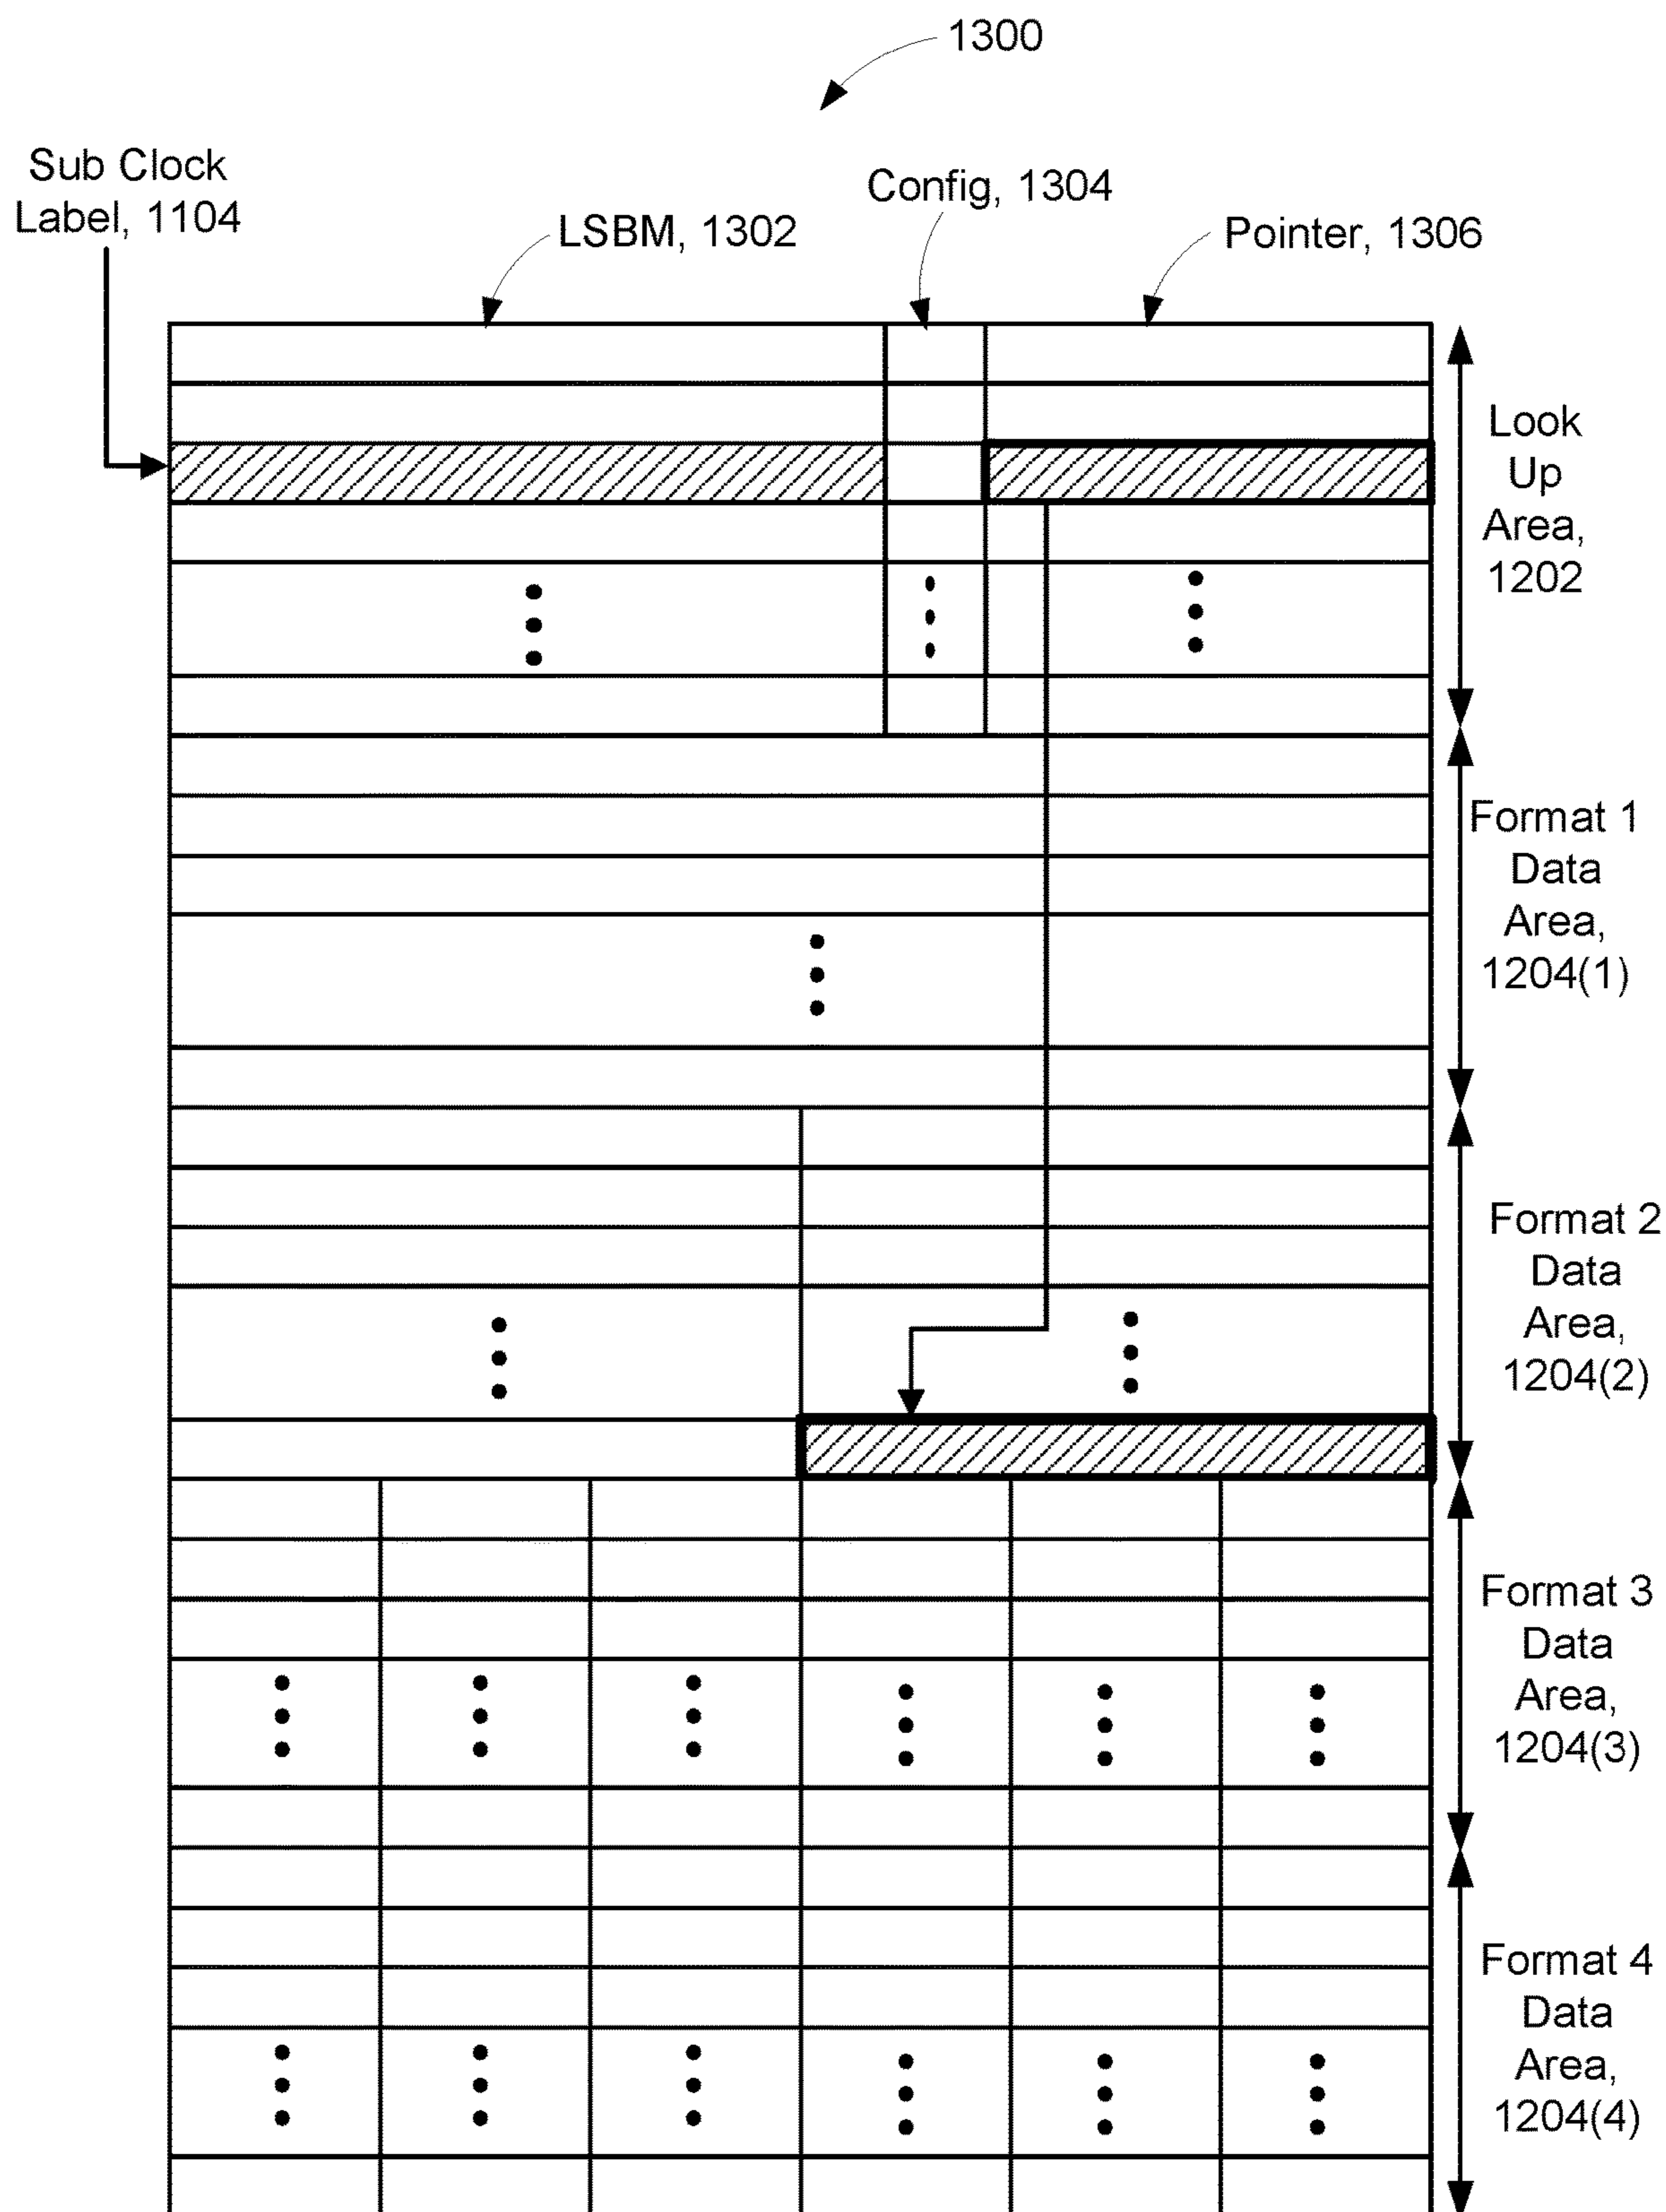 1300
Sub Clock
Label, 1104
LSBM, 1302
Config, 1304
Pointer, 1306
Look
Up
Area,
1202
Format 1
Data
Area,
1204(1)
Format 2
Data
Area,
1204(2)
Format 3
Data
Area,
1204(3)
Format 4
Data
Area,
1204(4)